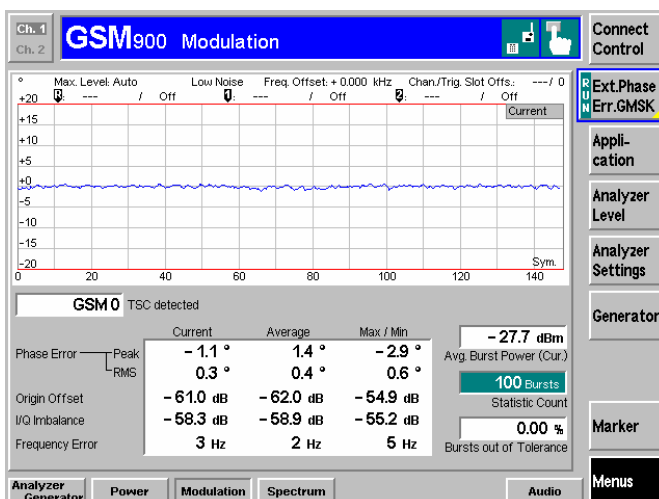 Ch. 1
Ch. 2
GSM900 Modulation
Connect
Control
° Max. Level: Auto Low Noise Freq. Offset: + 0.000 kHz Chan./Trig. Slot Offs.: ---/ 0
R: --- / Off 1: --- / Off 2: --- / Off
Current
+20
+15
+10
+5
+0
-5
-10
-15
-20
Sym.
0 20 40 60 80 100 120 140
RUN
Ext.Phase
Err.GMSK
Appli-
cation
Analyzer
Level
Analyzer
Settings
Generator
Marker
Menus
GSM 0 TSC detected
Current Average Max / Min
Phase Error Peak – 1.1 ° 1.4 ° – 2.9 °
RMS 0.3 ° 0.4 ° 0.6 °
Origin Offset – 61.0 dB – 62.0 dB – 54.9 dB
I/Q Imbalance – 58.3 dB – 58.9 dB – 55.2 dB
Frequency Error 3 Hz 2 Hz 5 Hz
– 27.7 dBm
Avg. Burst Power (Cur.)
100 Bursts
Statistic Count
0.00 %
Bursts out of Tolerance
Analyzer
Generator
Power
Modulation
Spectrum
Audio